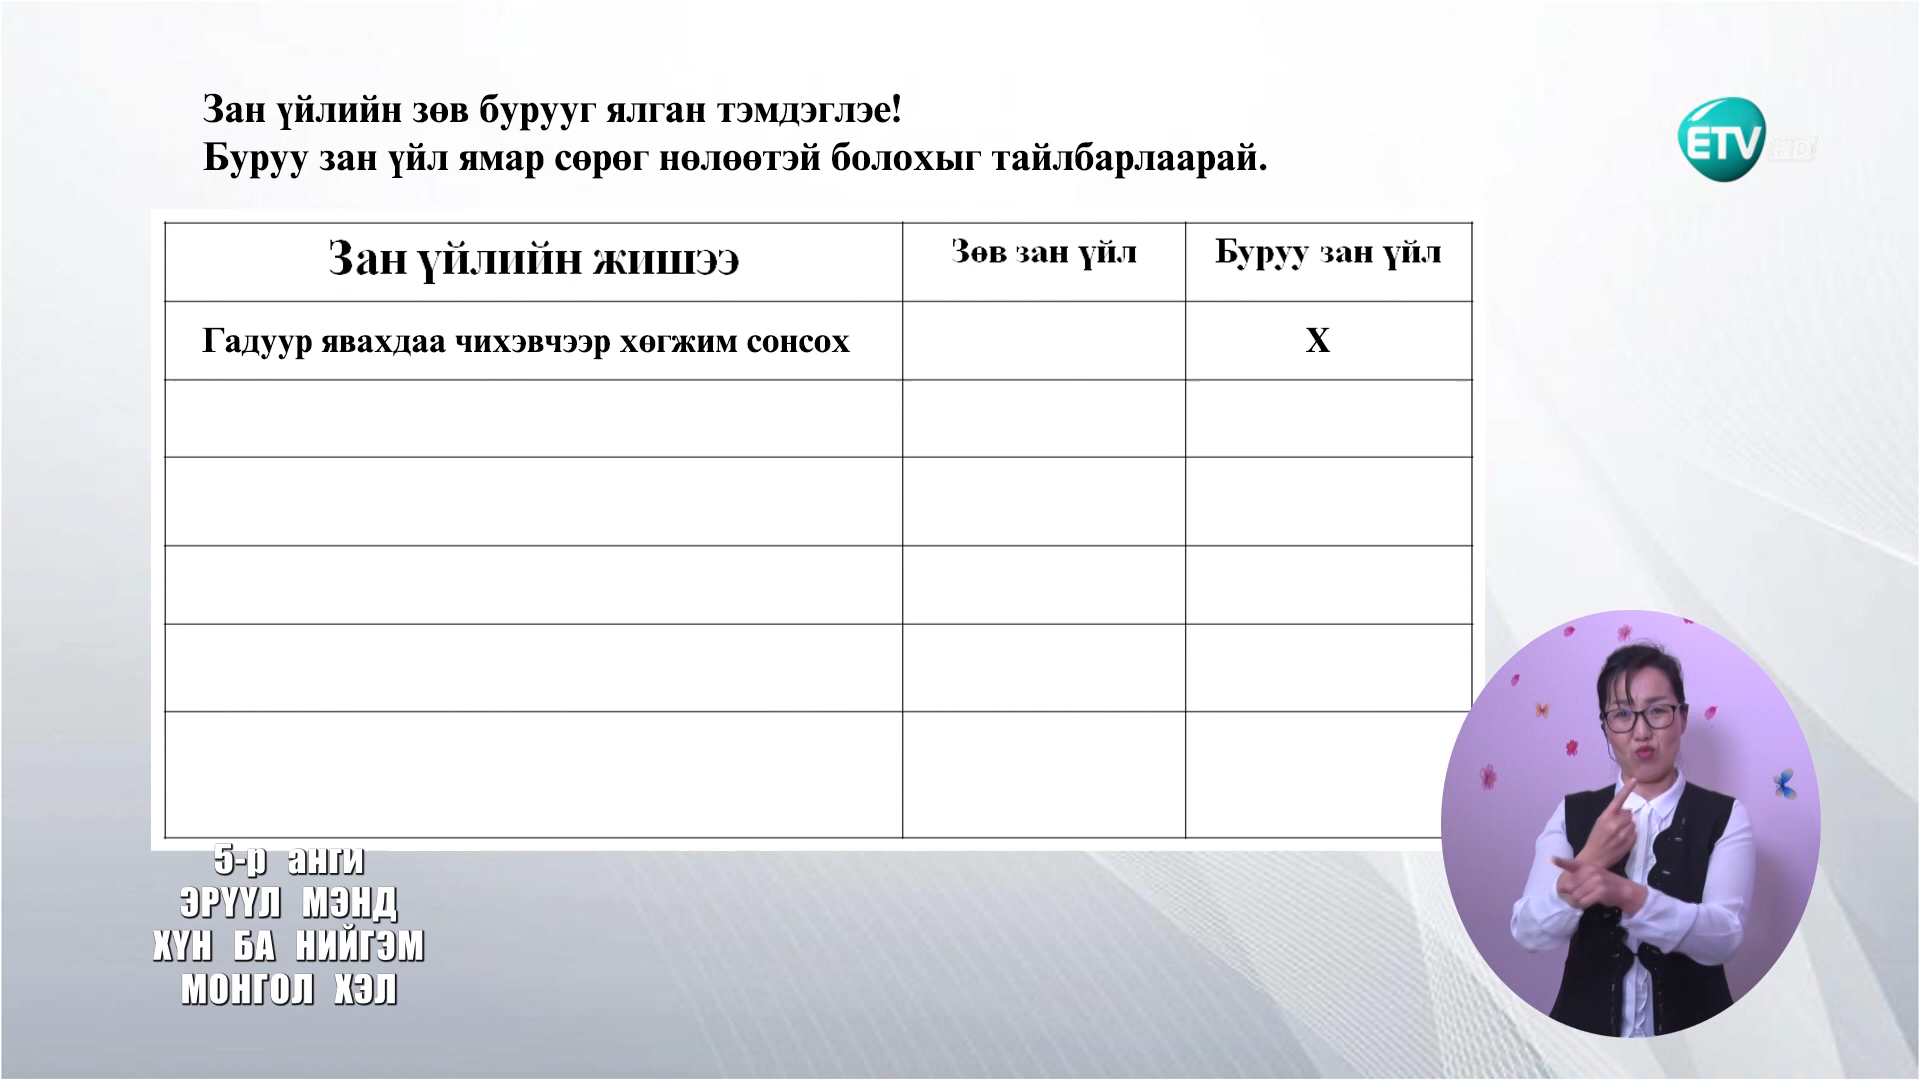 Зан үйлийн зөв бурууг ялган тэмдэглэе!
Буруу зан үйл ямар сөрөг нөлөөтэй болохыг тайлбарлаарай.
ETV HD
Зан үйлийн жишээ
Зөв зан үйл
Буруу зан үйл
Гадуур явахдаа чихэвчээр хөгжим сонсох
Х
5-р анги
ЭРҮҮЛ МЭНД
ХҮН БА НИЙГЭМ
МОНГОЛ ХЭЛ